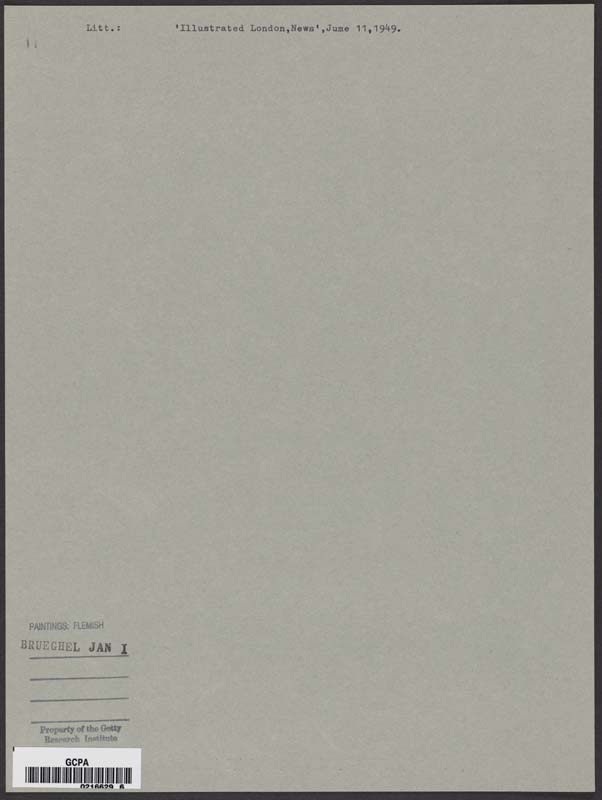 Litt.: 'Illustrated London,News',Jume 11,1949.
PAINTINGS: FLEMISH
BRUEGHEL JAN I
Property of the Getty
Research Institute
GCPA
0216629 6